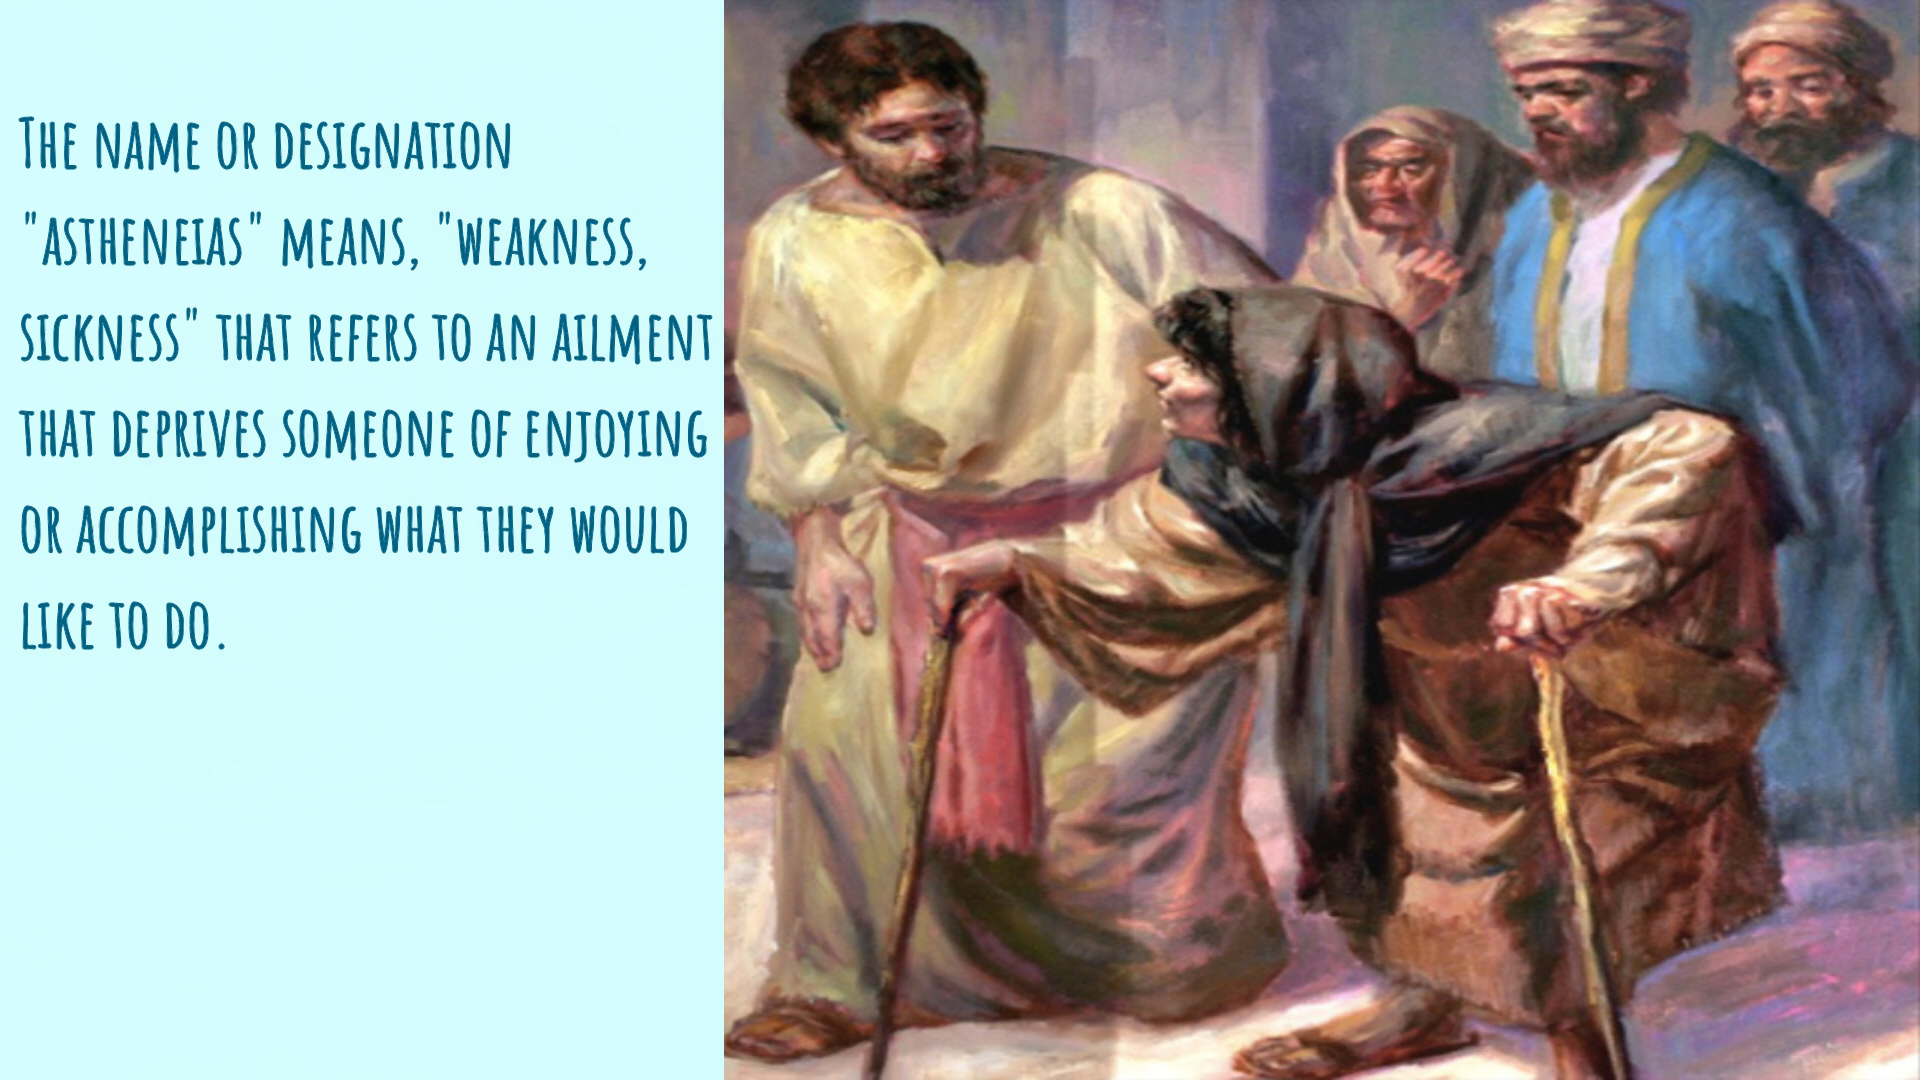 The name or designation
"astheneias" means, "weakness,
sickness" that refers to an ailment
that deprives someone of enjoying
or accomplishing what they would
like to do.